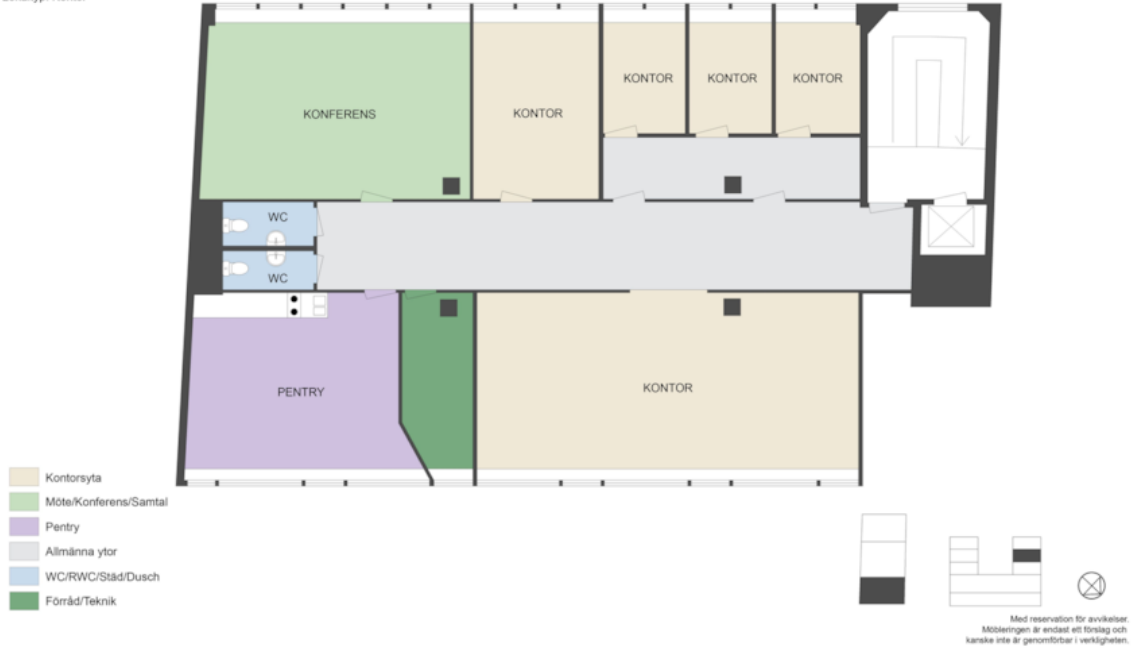 KONTOR
KONTOR
KONTOR
KONFERENS
KONTOR
WC
WC
PENTRY
KONTOR
Kontorsyta
Möte/Konferens/Samtal
Pentry
Allmänna ytor
WC/RWC/Städ/Dusch
Förråd/Teknik
Med reservation för avvikelser.
Möbleringen är endast ett förslag och
kanske inte är genomförbar i verkligheten.